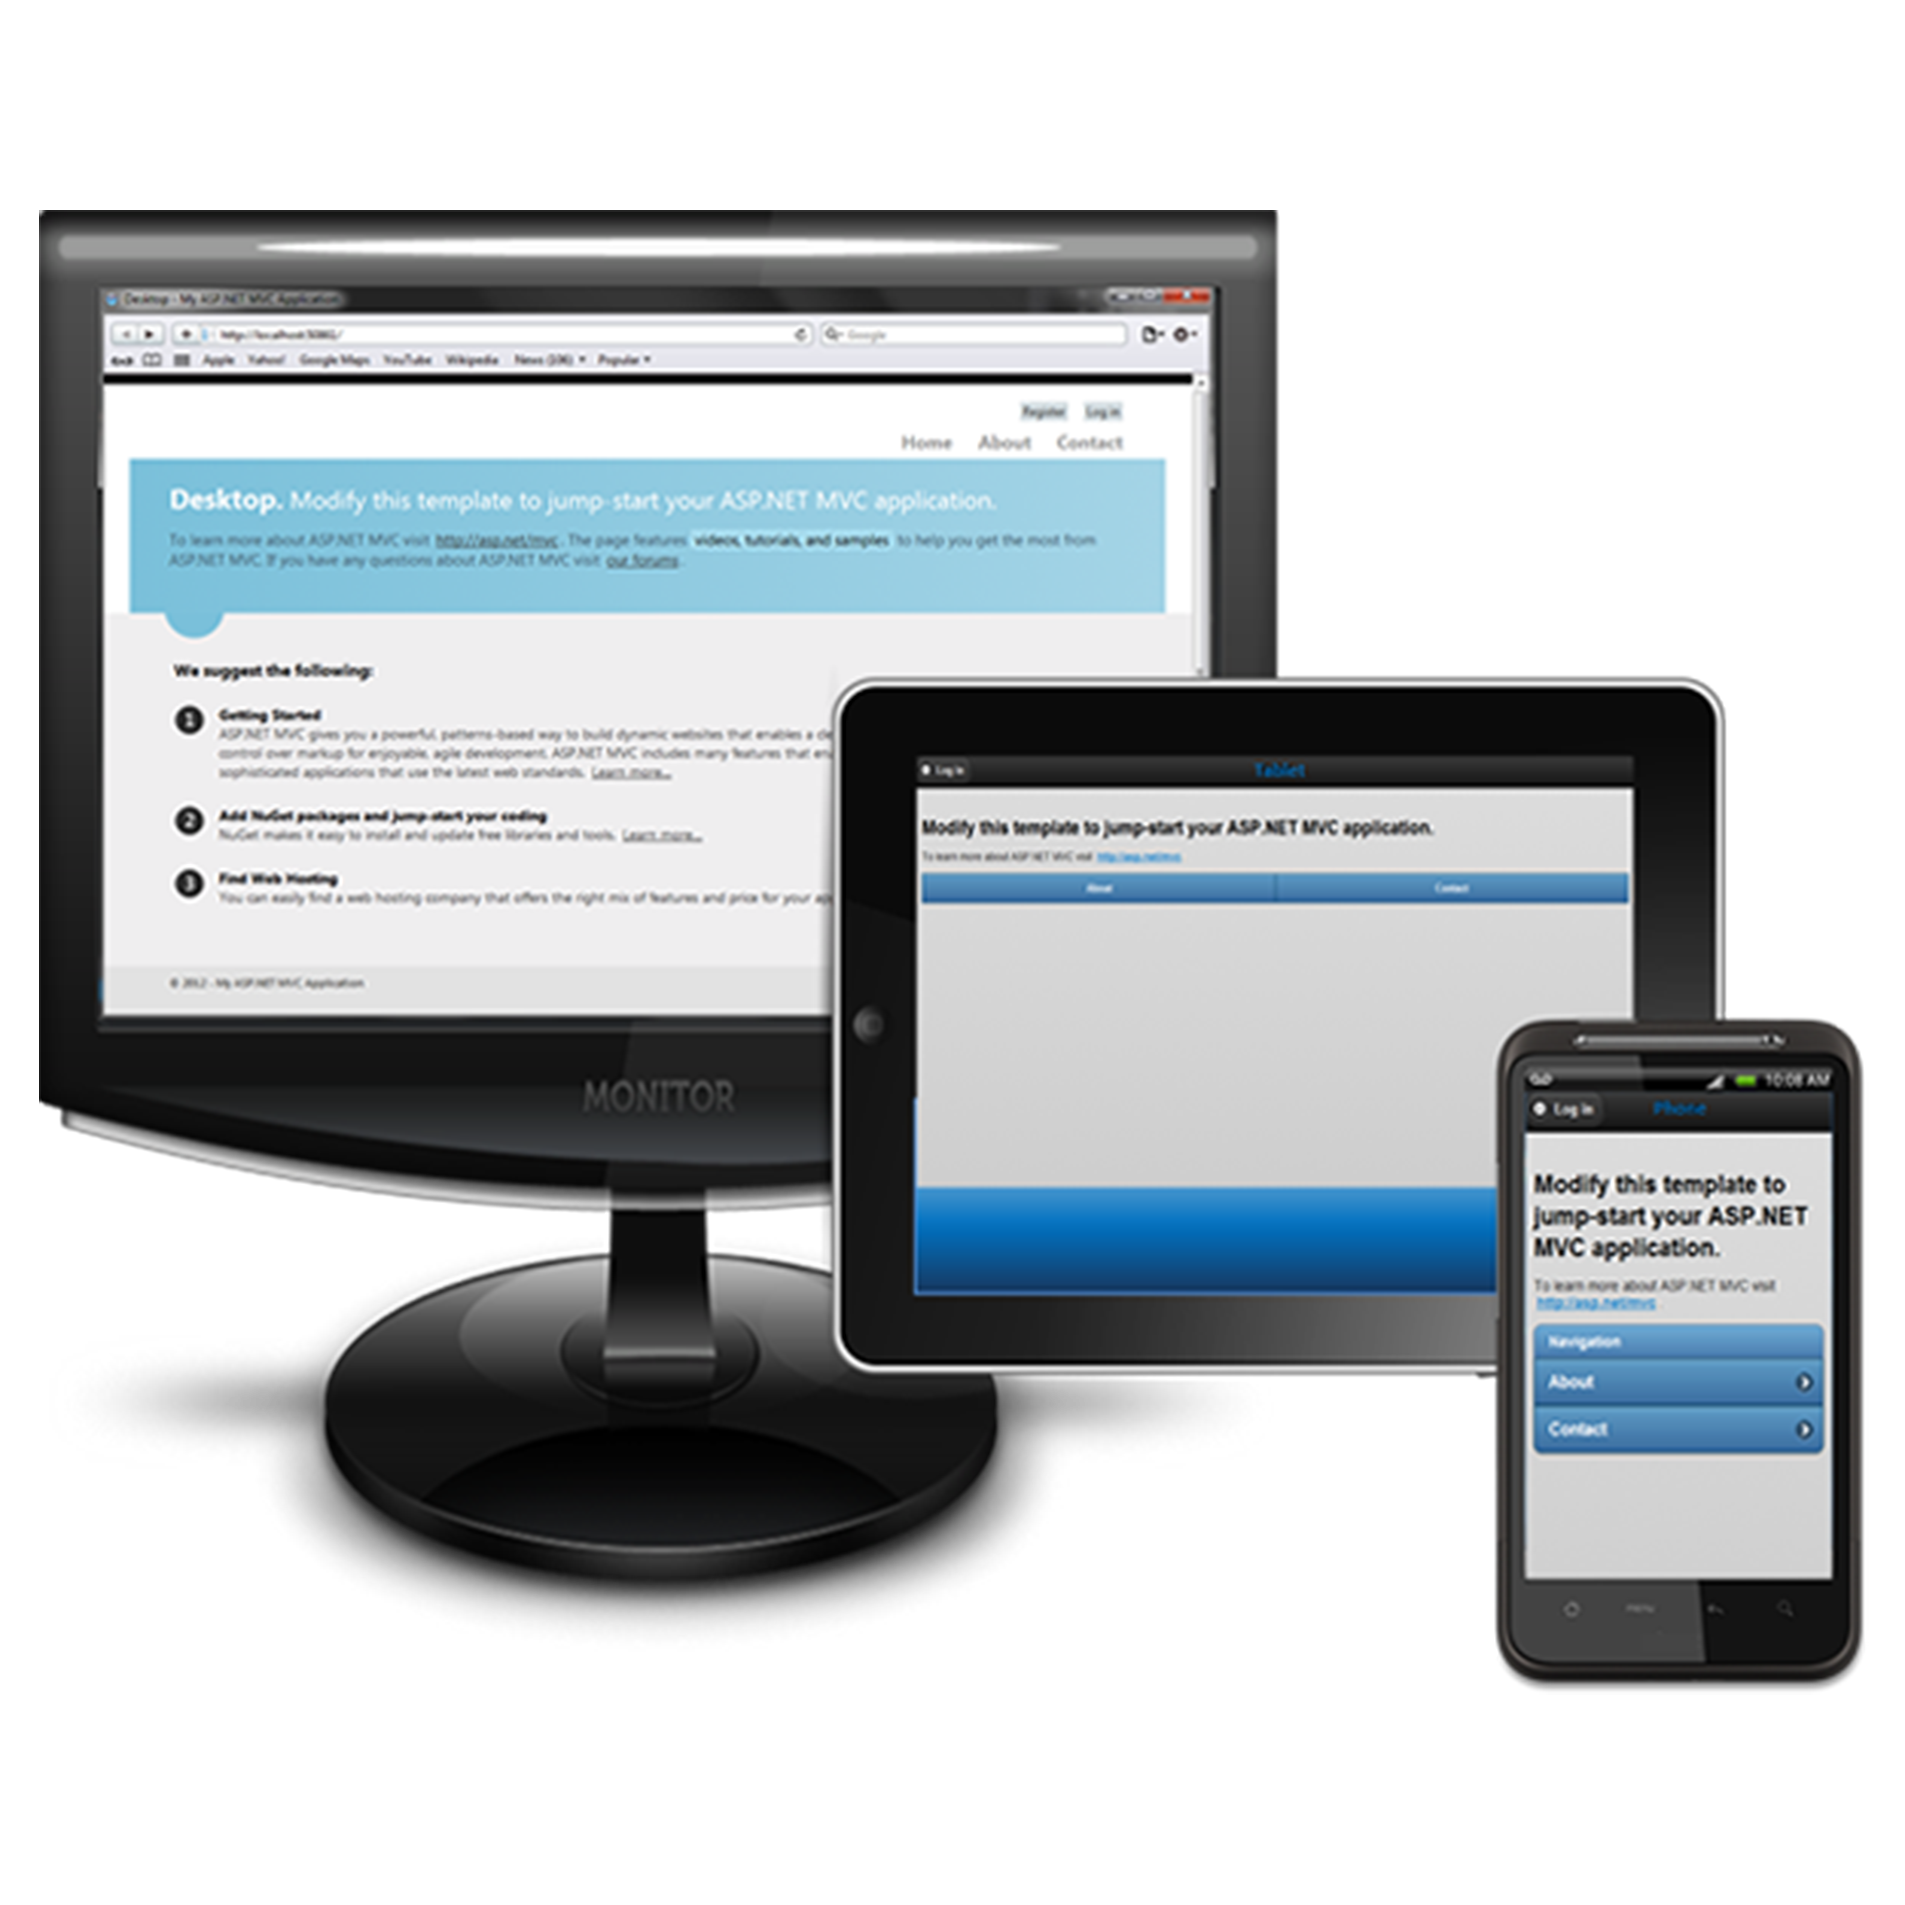 Desktop - My ASP.NET MVC Application
Google
Apple Yahoo! Google Maps YouTube Wikipedia News (106) Popular
Register Log in
Home About Contact
Desktop. Modify this template to jump-start your ASP.NET MVC application.
To learn more about ASP.NET MVC visit http://asp.net/mvc. The page features videos, tutorials, and samples to help you get the most from
ASP.NET MVC. If you have any questions about ASP.NET MVC visit our forums.
We suggest the following:
1 Getting Started
ASP.NET MVC gives you a powerful, patterns-based way to build dynamic websites that enables a
control over markup for enjoyable, agile development. ASP.NET MVC includes many features that
sophisticated applications that use the latest web standards. Learn more...
2 Add NuGet packages and jump-start your coding
NuGet makes it easy to install and update free libraries and tools. Learn more...
3 Find Web Hosting
You can easily find a web hosting company that offers the right mix of features and price for your
© 2012 - My ASP.NET MVC Application
MONITOR
Log in Tablet
Modify this template to jump-start your ASP.NET MVC application.
To learn more about ASP.NET MVC visit http://asp.net/mvc
About Contact
10:08 AM
Log in Phone
Modify this template to
jump-start your ASP.NET
MVC application.
To learn more about ASP.NET MVC visit
http://asp.net/mvc .
Navigation
About
Contact
menu